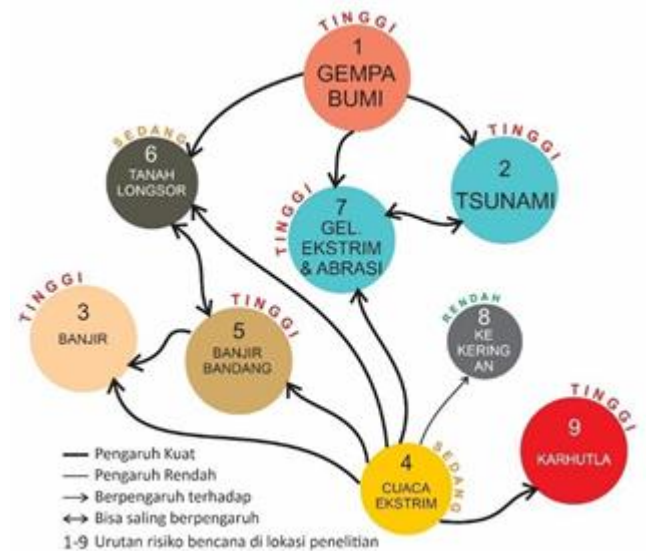 TINGGI
1
GEMPA
BUMI
SEDANG
6
TANAH
LONGSOR
TINGGI
2
TSUNAMI
TINGGI
7
GEL.
EKSTRIM
& ABRASI
TINGGI
3
BANJIR
TINGGI
5
BANJIR
BANDANG
RENDAH
8
KE
KERING
AN
TINGGI
9
KARHUTLA
SEDANG
4
CUACA
EKSTRIM
Pengaruh Kuat
Pengaruh Rendah
Berpengaruh terhadap
Bisa saling berpengaruh
1-9 Urutan risiko bencana di lokasi penelitian